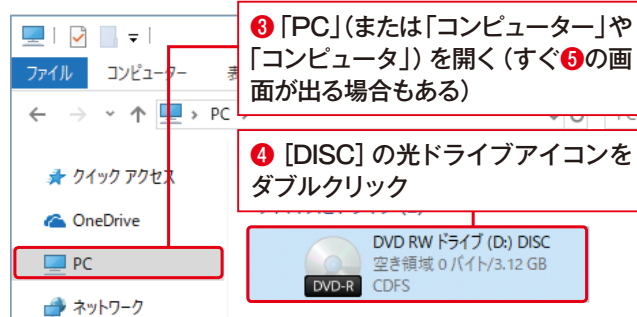 ❸「PC」(または「コンピューター」や
「コンピュータ」) を開く (すぐ❺の画
面が出る場合もある)
ファイル コンピューター
← → ↑ > PC
❹ [DISC] の光ドライブアイコンを
ダブルクリック
クイック アクセス
OneDrive
PC
ネットワーク
DVD RW ドライブ (D:) DISC
空き領域 0 バイト/3.12 GB
DVD-R CDFS